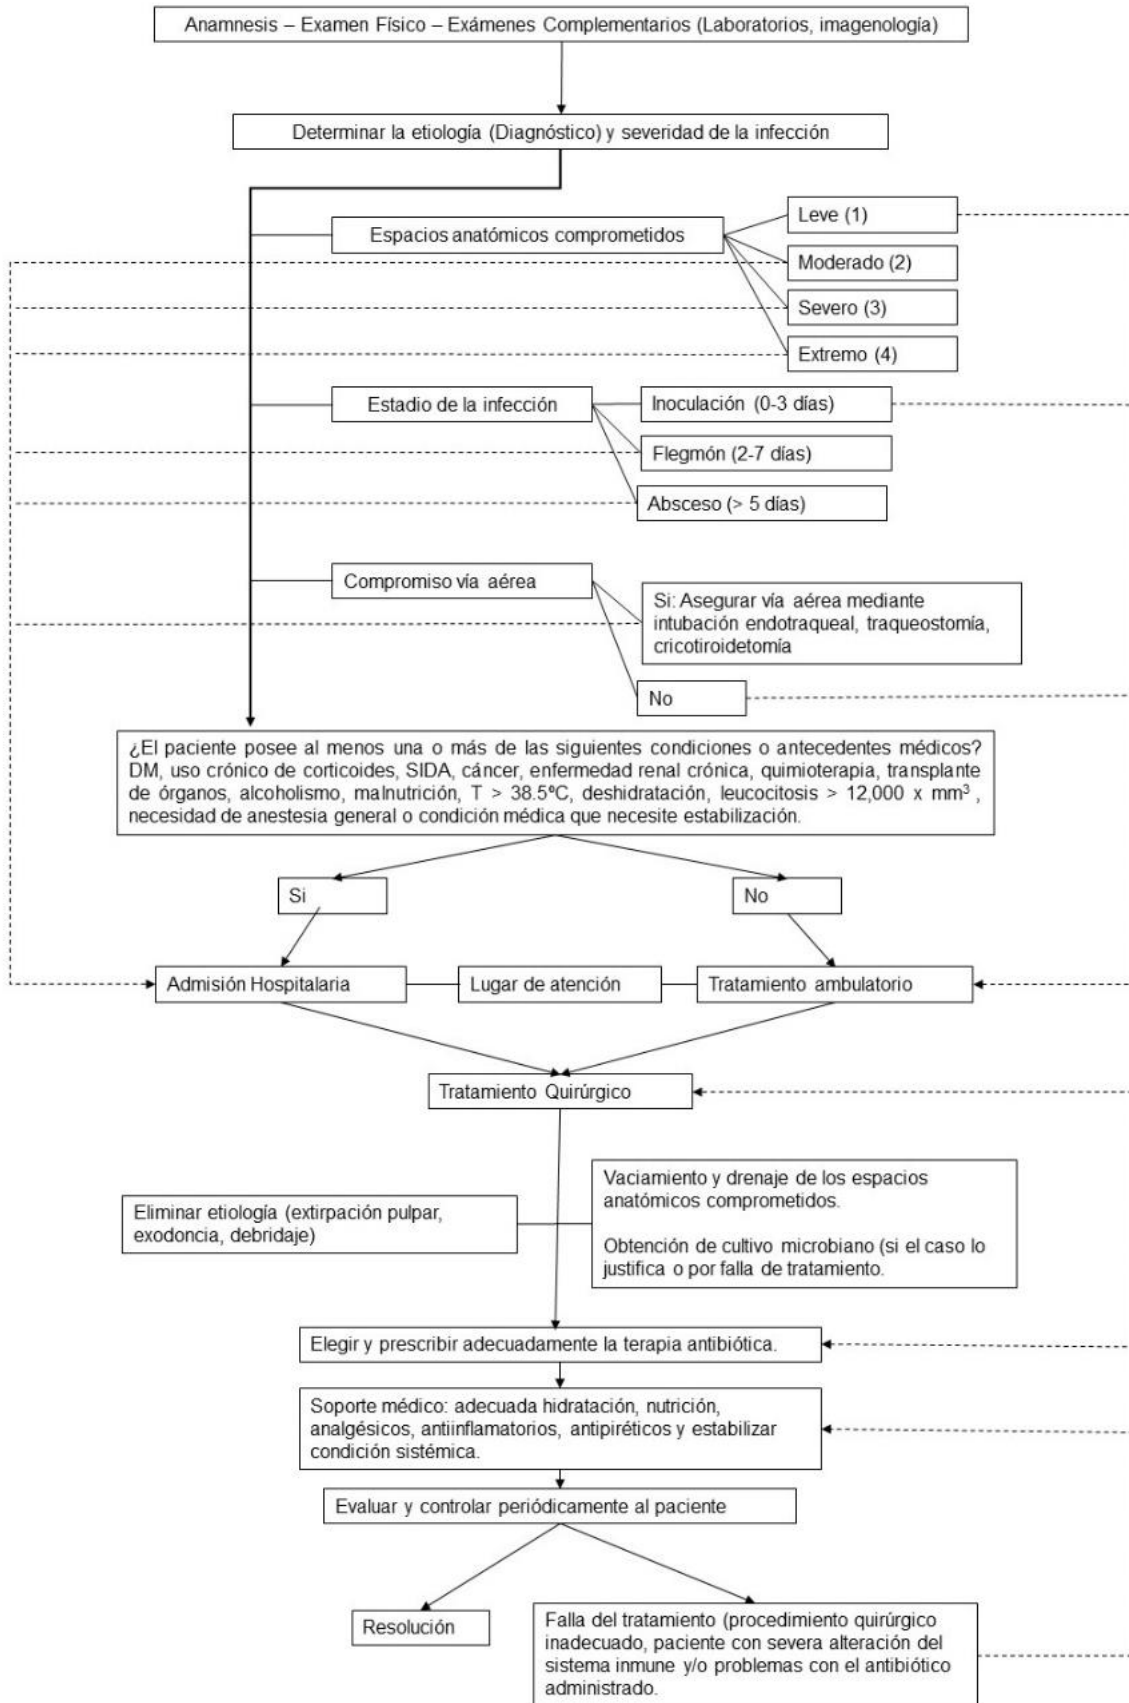 Anamnesis – Examen Físico – Exámenes Complementarios (Laboratorios, imagenología)
Determinar la etiología (Diagnóstico) y severidad de la infección
Espacios anatómicos comprometidos
Leve (1)
Moderado (2)
Severo (3)
Extremo (4)
Estadio de la infección
Inoculación (0-3 días)
Flegmón (2-7 días)
Absceso (> 5 días)
Compromiso vía aérea
Si: Asegurar vía aérea mediante
intubación endotraqueal, traqueostomía,
cricotiroidetomía
No
¿El paciente posee al menos una o más de las siguientes condiciones o antecedentes médicos?
DM, uso crónico de corticoides, SIDA, cáncer, enfermedad renal crónica, quimioterapia, transplante
de órganos, alcoholismo, malnutrición, T > 38.5ºC, deshidratación, leucocitosis > 12,000 x mm³ ,
necesidad de anestesia general o condición médica que necesite estabilización.
Si
No
Admisión Hospitalaria
Lugar de atención
Tratamiento ambulatorio
Tratamiento Quirúrgico
Eliminar etiología (extirpación pulpar,
exodoncia, debridaje)
Vaciamiento y drenaje de los espacios
anatómicos comprometidos.
Obtención de cultivo microbiano (si el caso lo
justifica o por falla de tratamiento.
Elegir y prescribir adecuadamente la terapia antibiótica.
Soporte médico: adecuada hidratación, nutrición,
analgésicos, antiinflamatorios, antipiréticos y estabilizar
condición sistémica.
Evaluar y controlar periódicamente al paciente
Resolución
Falla del tratamiento (procedimiento quirúrgico
inadecuado, paciente con severa alteración del
sistema inmune y/o problemas con el antibiótico
administrado.